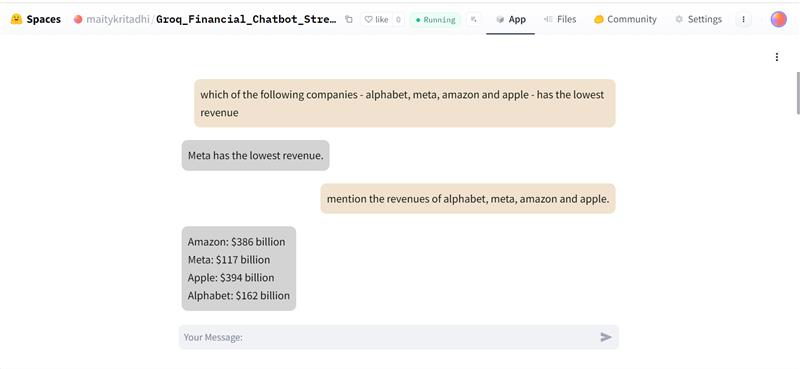 Spaces maitykritadhi/Groq_Financial_Chatbot_Stre… like 0 Running App Files Community Settings
which of the following companies - alphabet, meta, amazon and apple - has the lowest
revenue
Meta has the lowest revenue.
mention the revenues of alphabet, meta, amazon and apple.
Amazon: $386 billion
Meta: $117 billion
Apple: $394 billion
Alphabet: $162 billion
Your Message: